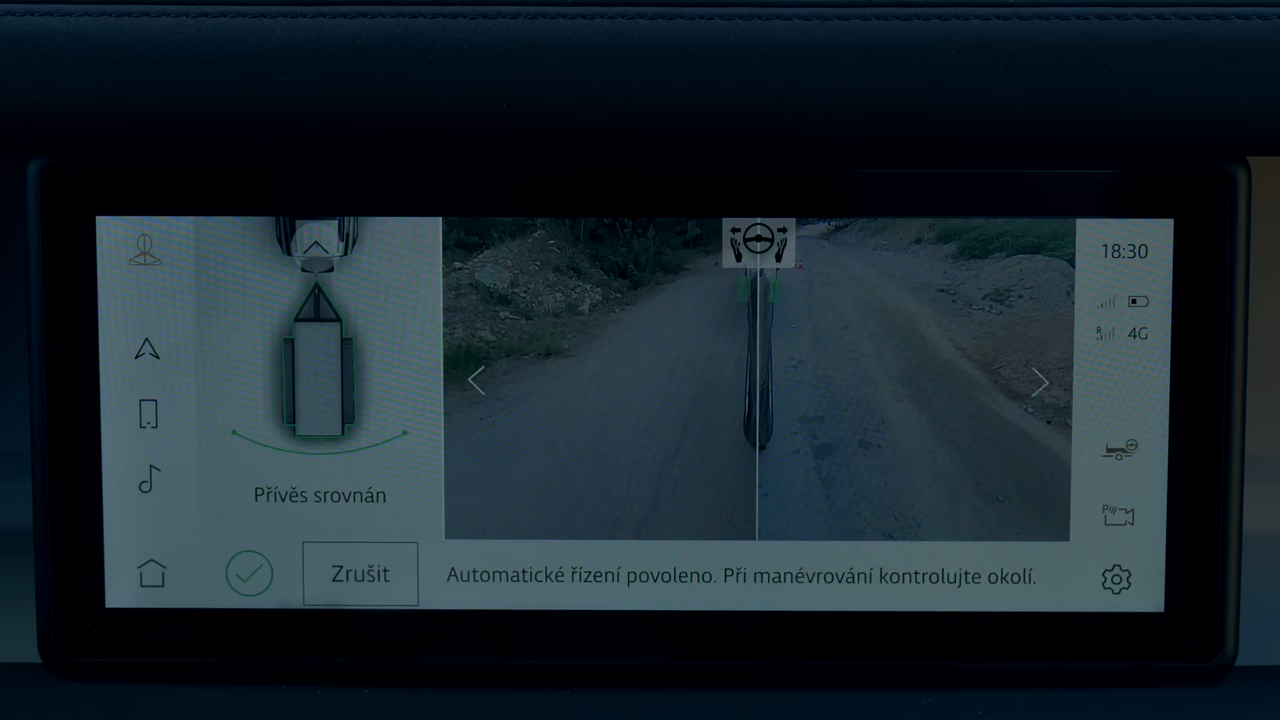 18:30
R 4G
Přívěs srovnán
P
Zrušit
Automatické řízení povoleno. Při manévrování kontrolujte okolí.